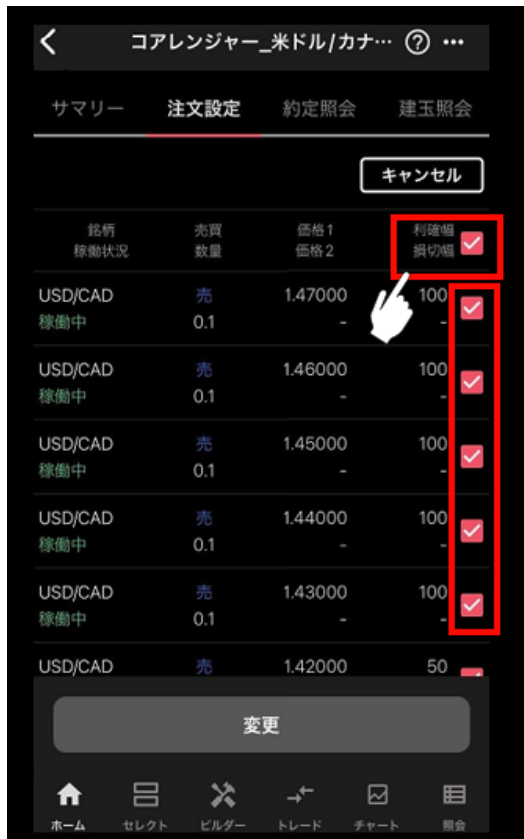 コアレンジャー_米ドル/カナ…
サマリー 注文設定 約定照会 建玉照会
キャンセル
銘柄 売買 価格1 利確幅
稼働状況 数量 価格2 損切幅
USD/CAD 売 1.47000 100
稼働中 0.1 - -
USD/CAD 売 1.46000 100
稼働中 0.1 - -
USD/CAD 売 1.45000 100
稼働中 0.1 - -
USD/CAD 売 1.44000 100
稼働中 0.1 - -
USD/CAD 売 1.43000 100
稼働中 0.1 - -
USD/CAD 売 1.42000 50
変更
ホーム セレクト ビルダー トレード チャート 照会